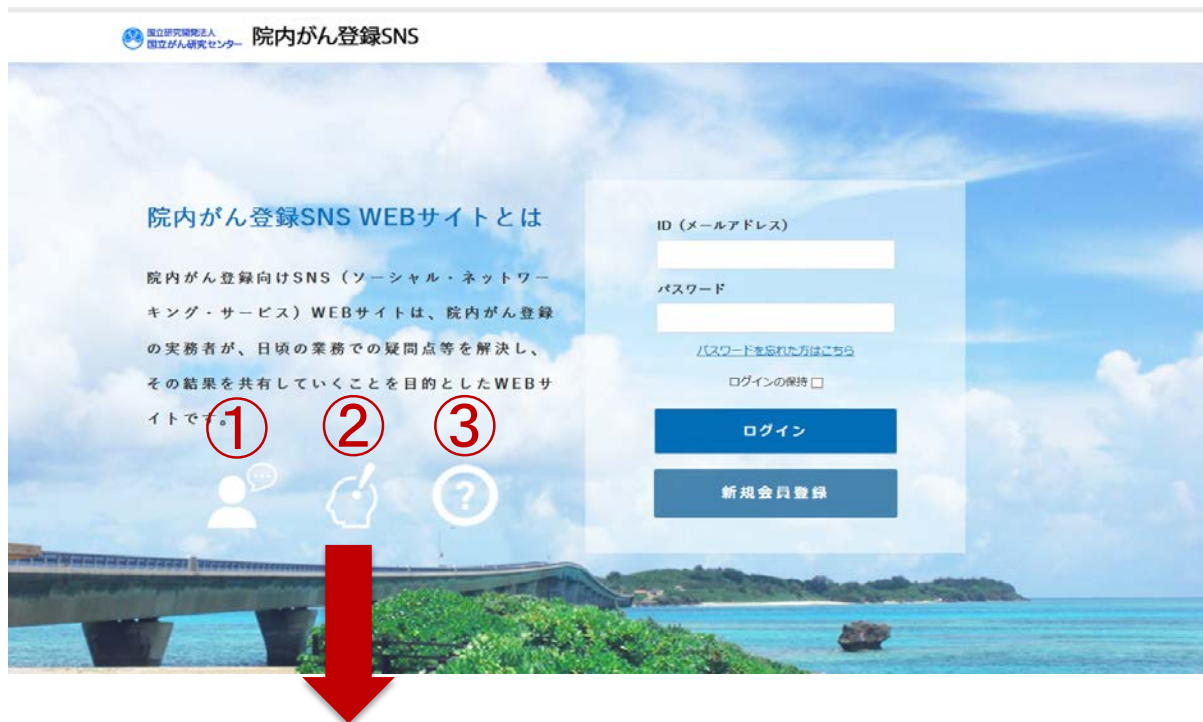 国立研究開発法人
国立がん研究センター 院内がん登録SNS
院内がん登録SNS WEBサイトとは
院内がん登録向けSNS（ソーシャル・ネットワー
キング・サービス）WEBサイトは、院内がん登録
の実務者が、日頃の業務での疑問点等を解決し、
その結果を共有していくことを目的としたWEBサ
イトです。
① ② ③
?
ID（メールアドレス）
パスワード
パスワードを忘れた方はこちら
ログインの保持
ログイン
新規会員登録